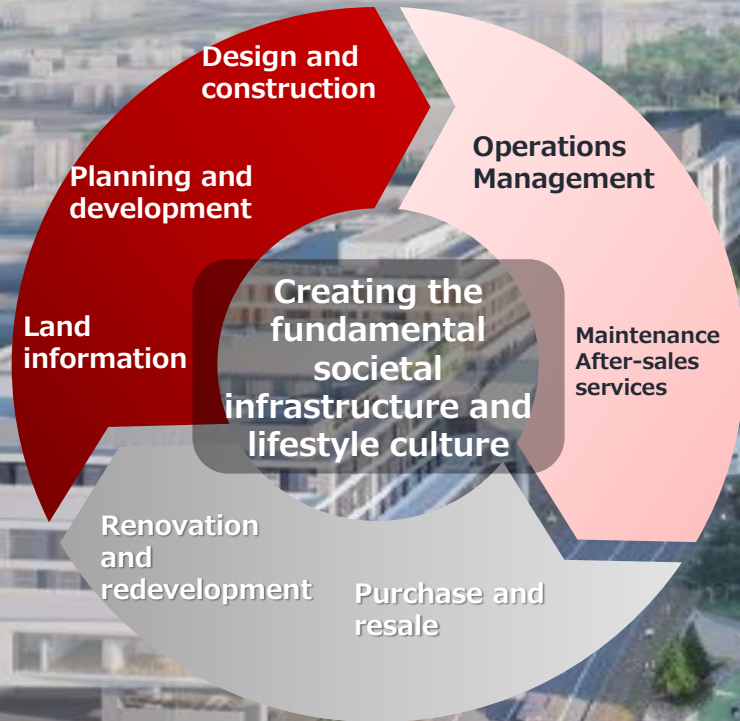 Design and
construction
Planning and
development
Land
information
Operations
Management
Maintenance
After-sales
services
Creating the
fundamental
societal
infrastructure and
lifestyle culture
Renovation
and
redevelopment
Purchase and
resale